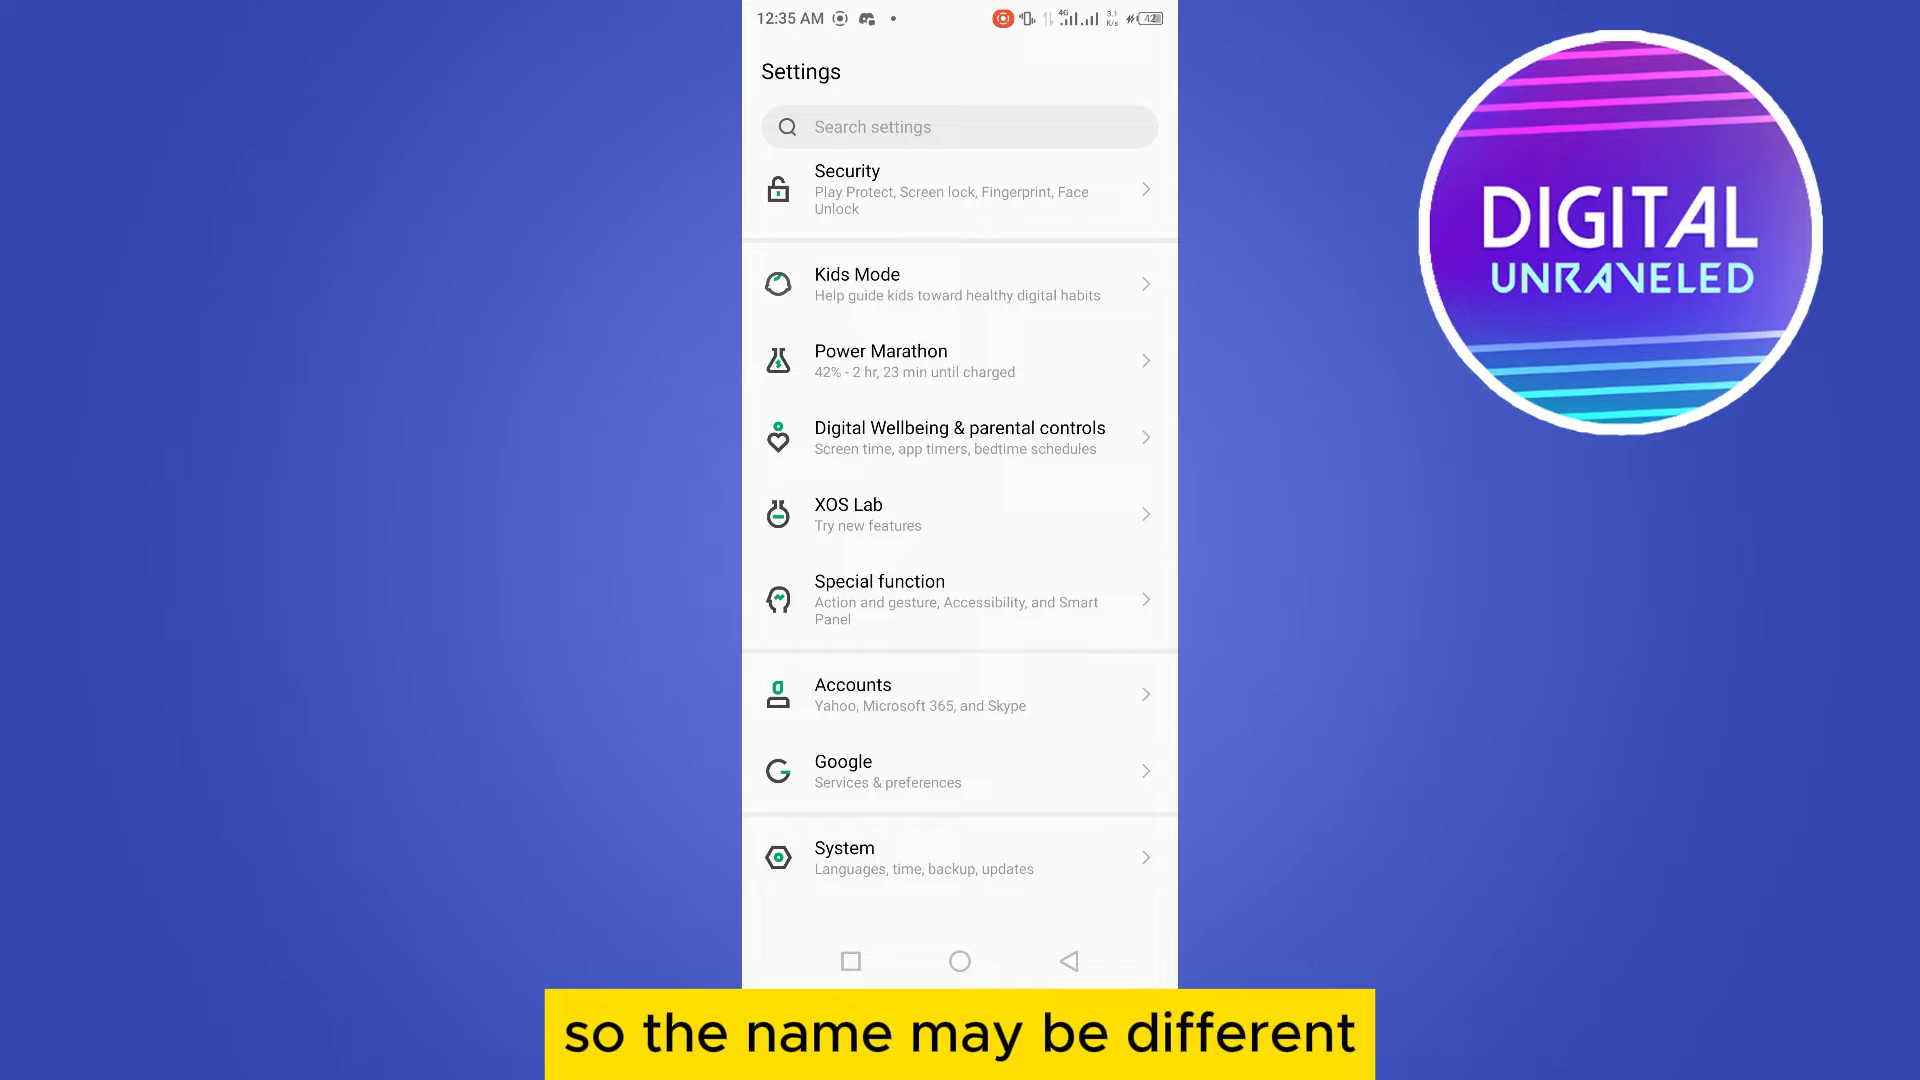 12:35 AM
4G
3.1
K/s
42
Settings
Search settings
Security
Play Protect, Screen lock, Fingerprint, Face
Unlock
Kids Mode
Help guide kids toward healthy digital habits
Power Marathon
42% - 2 hr, 23 min until charged
Digital Wellbeing & parental controls
Screen time, app timers, bedtime schedules
XOS Lab
Try new features
Special function
Action and gesture, Accessibility, and Smart
Panel
Accounts
Yahoo, Microsoft 365, and Skype
Google
Services & preferences
System
Languages, time, backup, updates
DIGITAL
UNRAVELED
so the name may be different